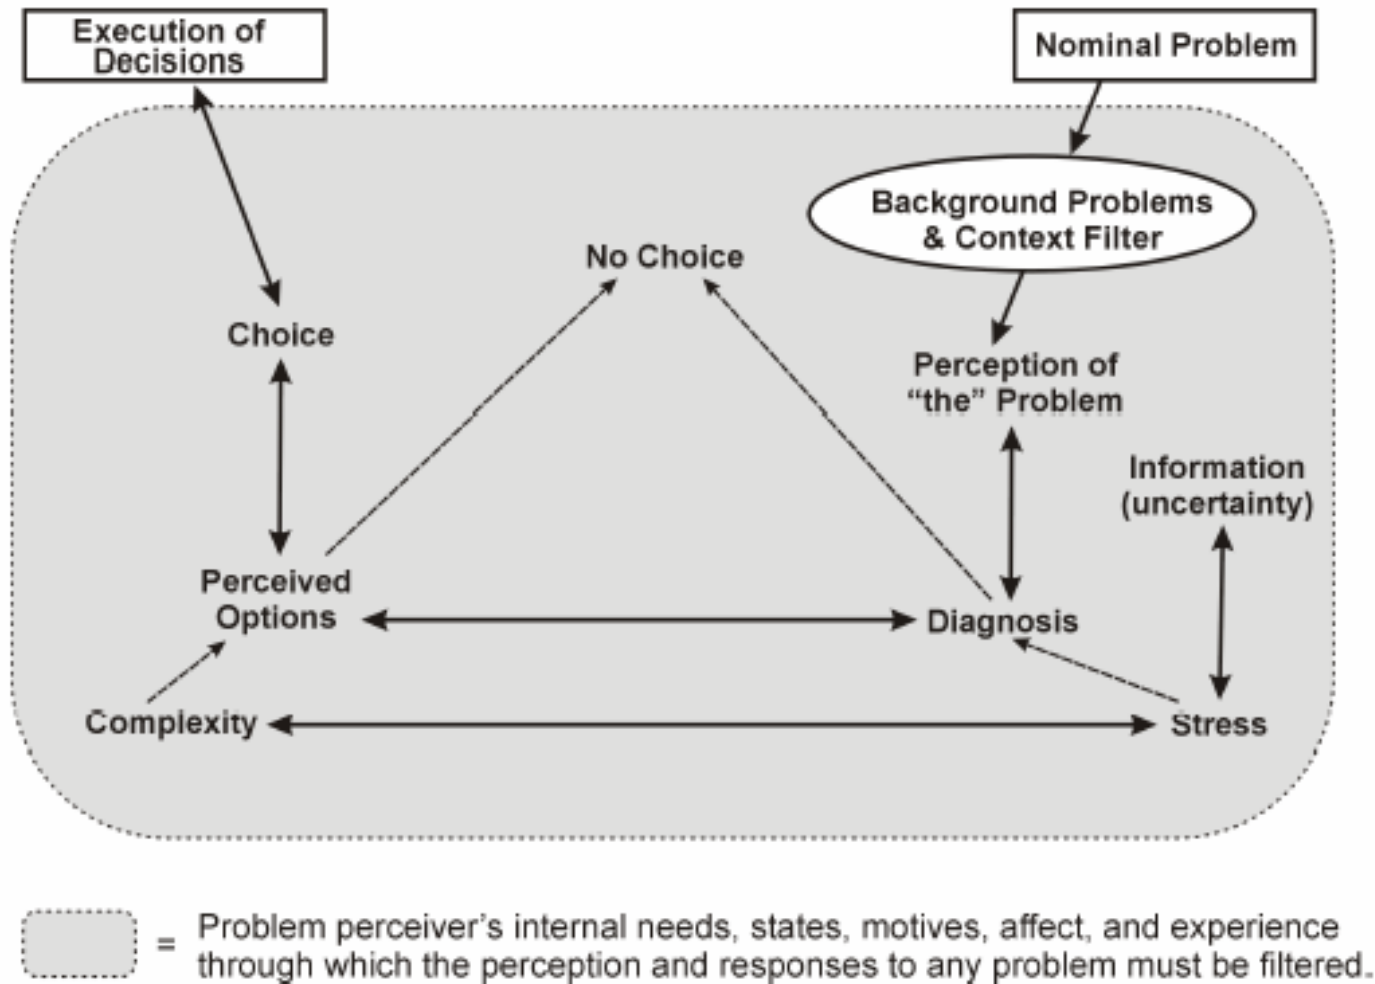 Execution of
Decisions
Nominal Problem
Background Problems
& Context Filter
No Choice
Choice
Perception of
“the” Problem
Information
(uncertainty)
Perceived
Options
Diagnosis
Complexity
Stress
= Problem perceiver’s internal needs, states, motives, affect, and experience
through which the perception and responses to any problem must be filtered.